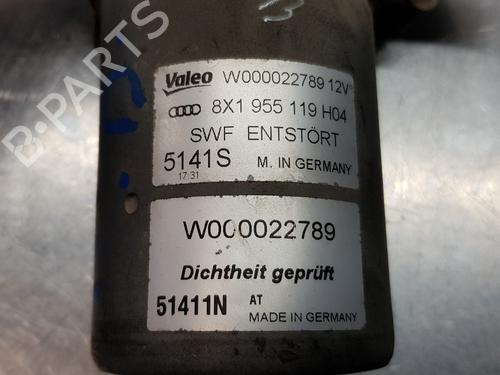 B-PARTS
Valeo W000022789 12V
8X1 955 119 H04
SWF ENTSTÖRT
5141S M. IN GERMANY
17:31
W000022789
Dichtheit geprüft
51411N AT
MADE IN GERMANY